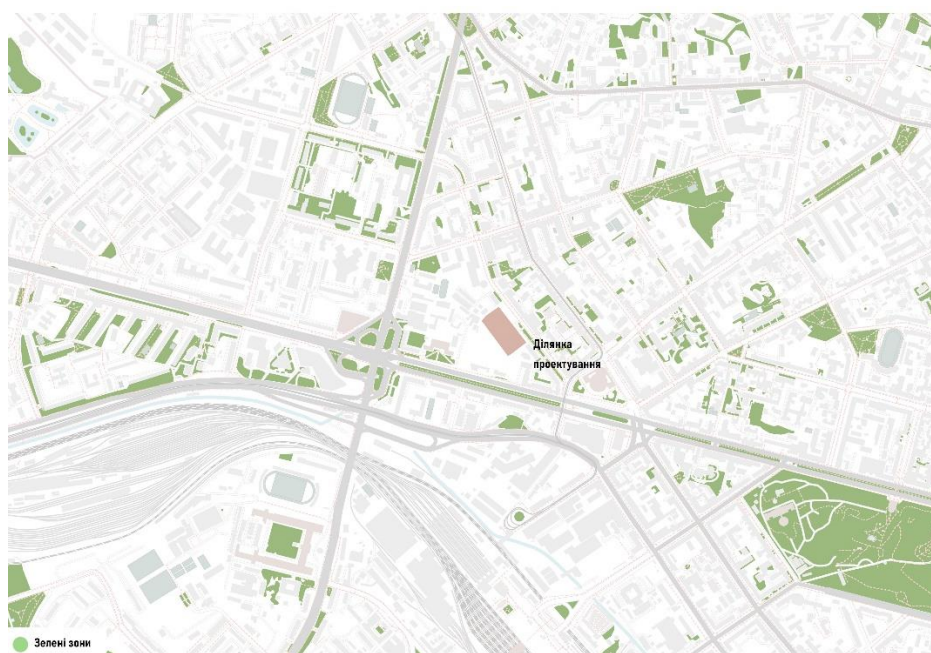 Ділянка
проектування
Зелені зони